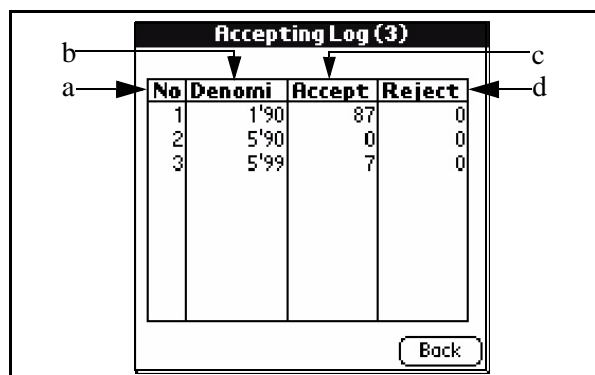 Accepting Log (3)
b
c
a
d
No Denomi Accept Reject
1 1'90 87 0
2 5'90 0 0
3 5'99 7 0
Back